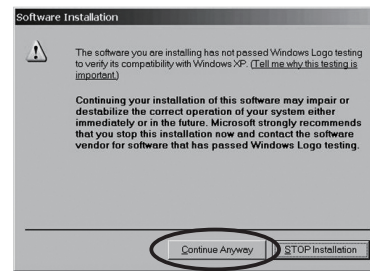 Software Installation
The software you are installing has not passed Windows Logo testing
to verify its compatibility with Windows XP. (Tell me why this testing is
important.)
Continuing your installation of this software may impair or
destabilize the correct operation of your system either
immediately or in the future. Microsoft strongly recommends
that you stop this installation now and contact the software
vendor for software that has passed Windows Logo testing.
Continue Anyway
STOP Installation